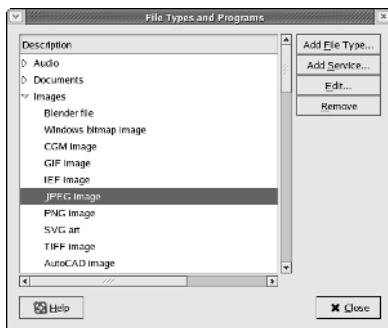 File Types and Programs
Description
Audio
Documents
Images
Blender file
Windows bitmap image
CGM image
GIF image
IEF image
JPEG image
PNG image
SVG art
TIFF image
AutoCAD image
Add File Type...
Add Service...
Edit...
Remove
Help
Close